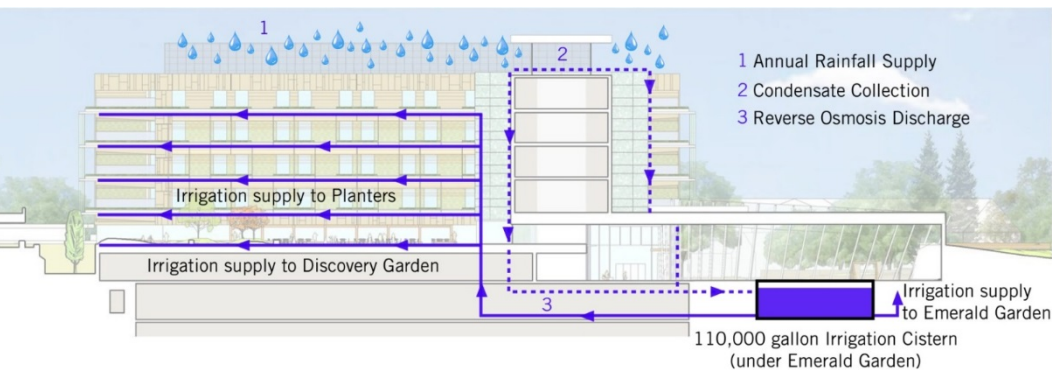 1
2
1 Annual Rainfall Supply
2 Condensate Collection
3 Reverse Osmosis Discharge
Irrigation supply to Planters
Irrigation supply to Discovery Garden
3
Irrigation supply
to Emerald Garden
110,000 gallon Irrigation Cistern
(under Emerald Garden)